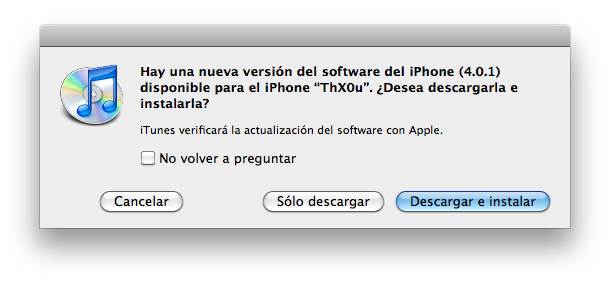 Hay una nueva versión del software del iPhone (4.0.1)
disponible para el iPhone “ThX0u”. ¿Desea descargarla e
instalarla?
iTunes verificará la actualización del software con Apple.
No volver a preguntar
Cancelar
Sólo descargar
Descargar e instalar